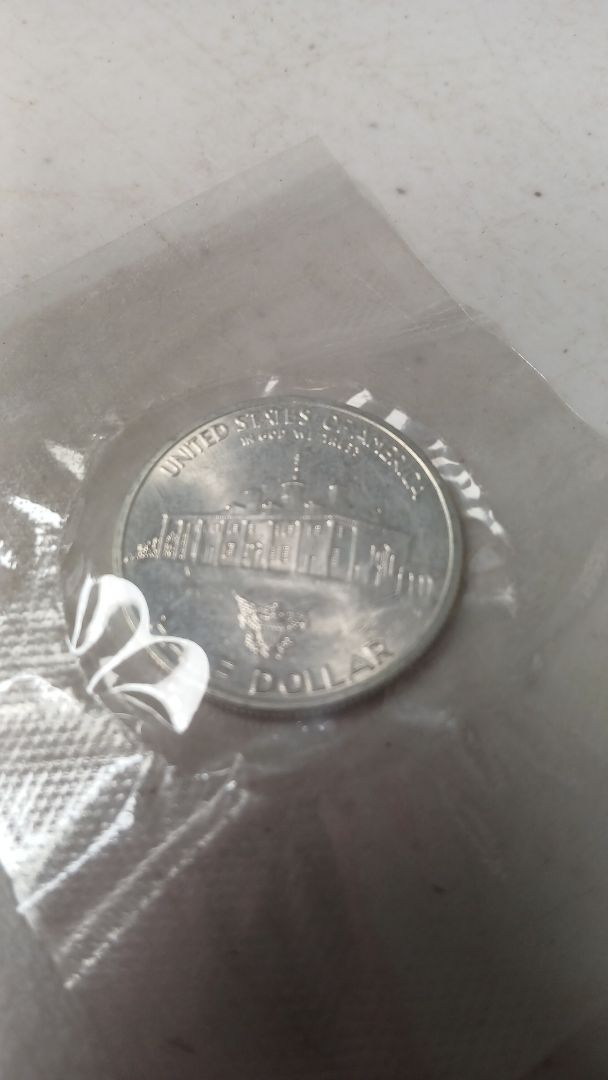 UNITED STATES OF AMERICA
IN GOD WE TRUST
DOLLAR